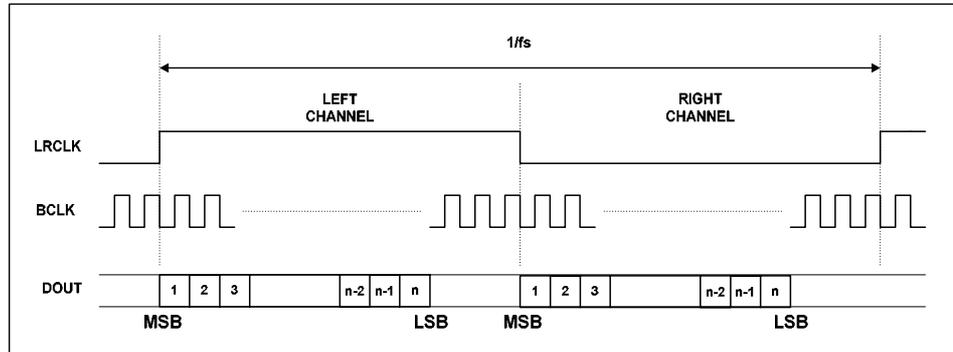 1/fs
LEFT
CHANNEL
RIGHT
CHANNEL
LRCLK
BCLK
DOUT
1 2 3 n-2 n-1 n 1 2 3 n-2 n-1 n
MSB LSB MSB LSB